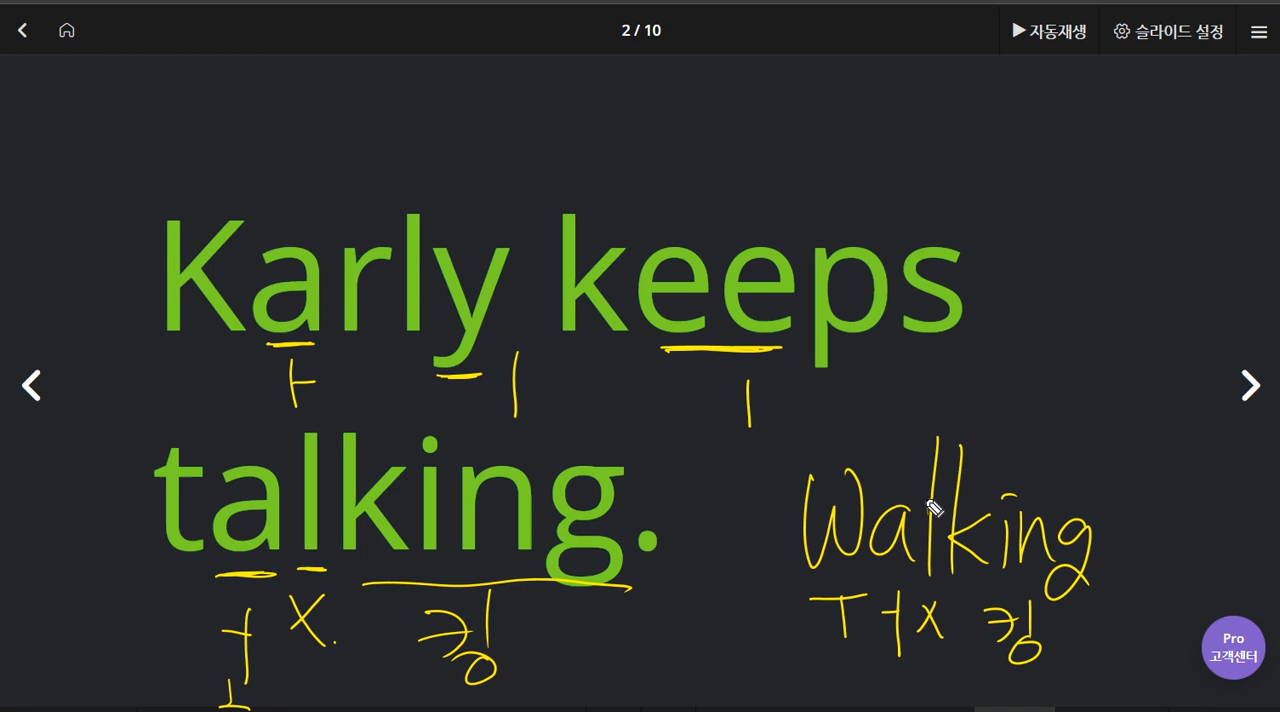 2 / 10
▶ 자동재생
슬라이드 설정
Karly keeps
ㅏ ㅣ ㅣ
talking.
ㅓ X. 킹
ㅗ
Walking
ㅜ ㅓ X 킹
Pro
고객센터